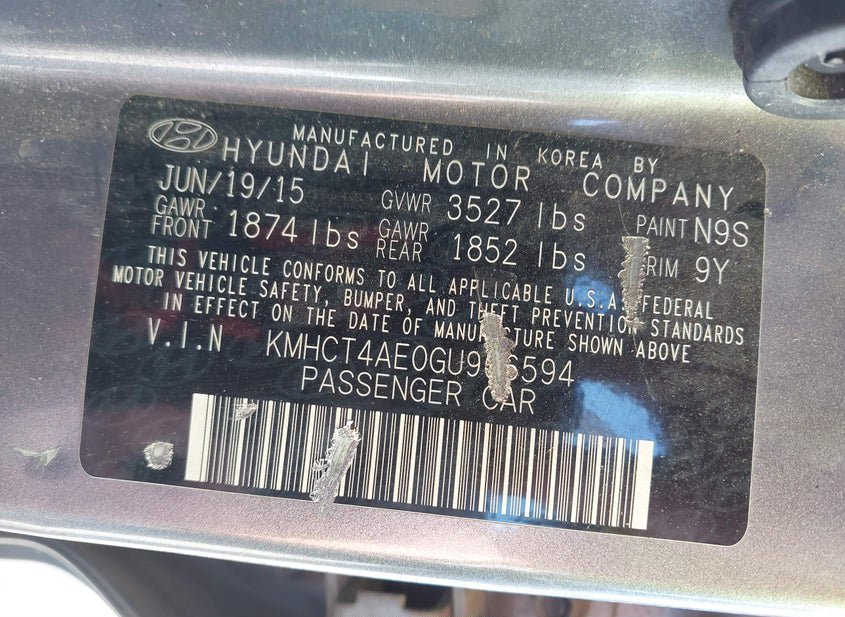 MANUFACTURED IN KOREA BY
HYUNDAI MOTOR COMPANY
JUN/19/15 GVWR 3527 lbs PAINT N9S
GAWR FRONT 1874 lbs GAWR REAR 1852 lbs 9Y
THIS VEHICLE CONFORMS TO ALL APPLICABLE U.S.A. FEDERAL
MOTOR VEHICLE SAFETY, BUMPER, AND THEFT PREVENTION STANDARDS
IN EFFECT ON THE DATE OF MANUFACTURE SHOWN ABOVE
V.I.N
PASSENGER CAR